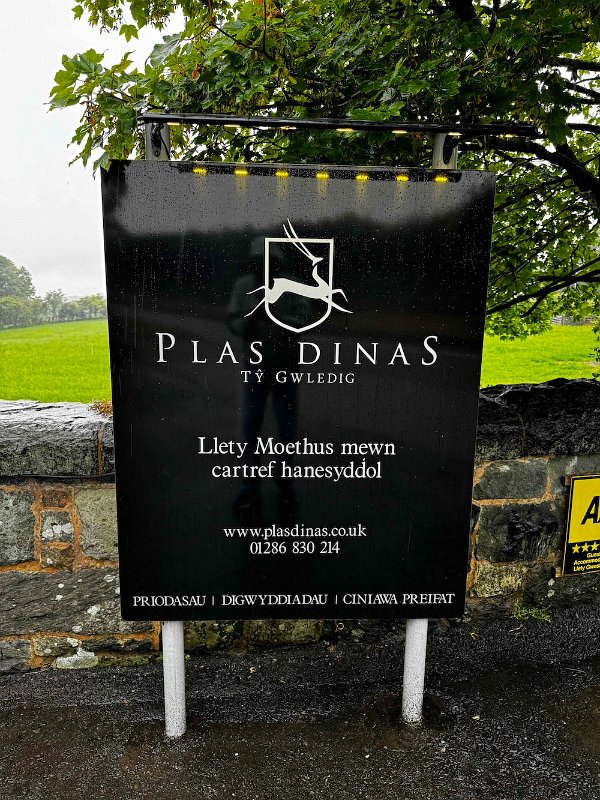 PLAS DINAS
TŶ GWLEDIG
Llety Moethus mewn
cartref hanesyddol
www.plasdinas.co.uk
01286 830 214
PRIODASAU | DIGWYDDIADAU | CINIAWA PREIFAT
★★★
Llety